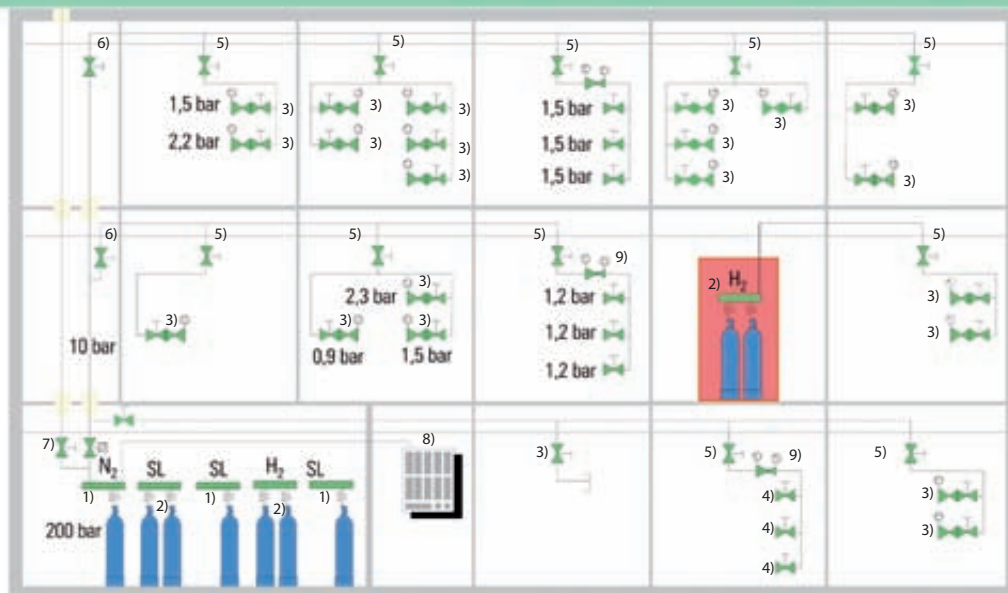 6) 5) 5) 5) 5) 5)
1,5 bar 3) 3) 3) 1,5 bar 3) 3) 3)
2,2 bar 3) 3) 3) 1,5 bar 3)
3) 1,5 bar 3) 3)
6) 5) 5) 5) 9) 5)
2,3 bar 3) 1,2 bar 2) H₂ 3)
10 bar 3) 3) 3) 1,2 bar 3)
0,9 bar 1,5 bar 1,2 bar
7) 8) 3) 5) 9) 5)
N₂ SL SL H₂ SL
1) 2) 1) 2) 1) 4) 3)
200 bar 4) 3)
4)